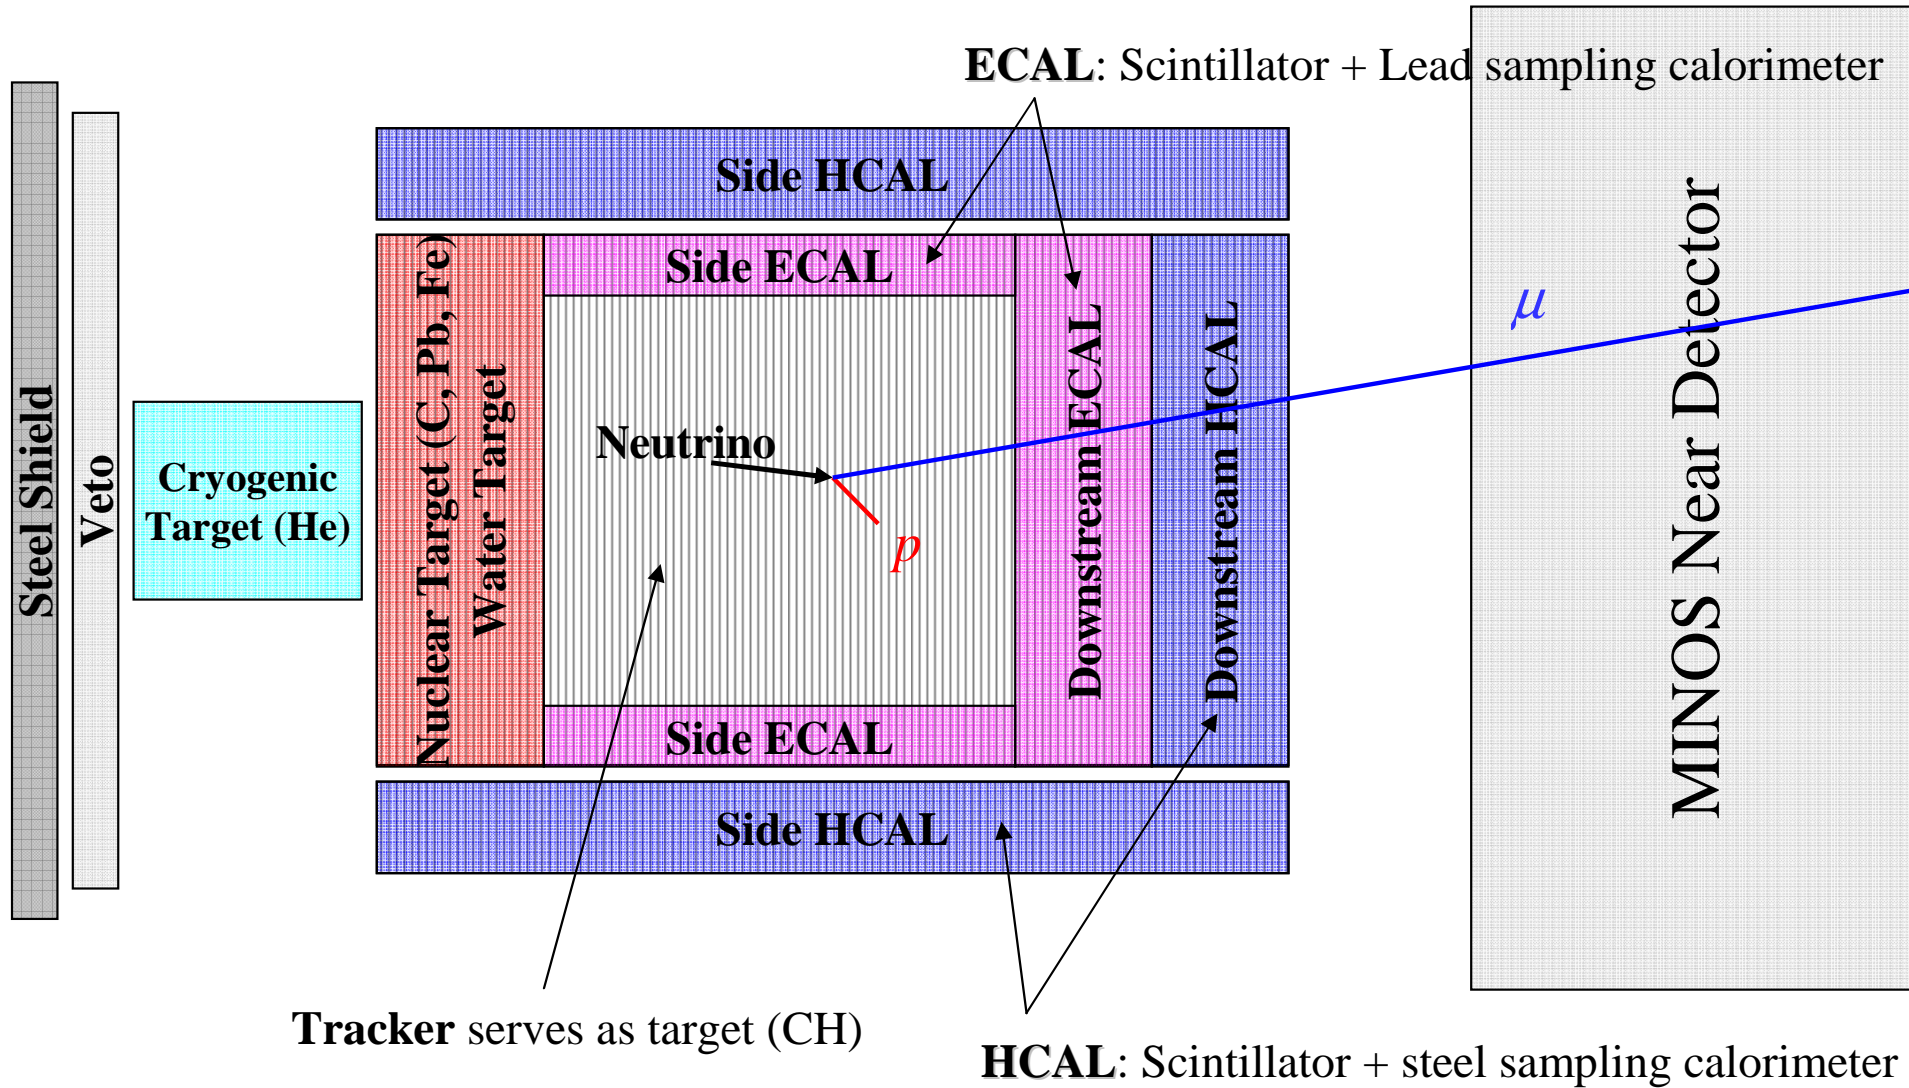 ECAL: Scintillator + Lead sampling calorimeter
Side HCAL
Side ECAL
Steel Shield
Veto
Cryogenic
Target (He)
Nuclear Target (C, Pb, Fe)
Water Target
Neutrino
p
μ
Downstream ECAL
Downstream HCAL
MINOS Near Detector
Side ECAL
Side HCAL
Tracker serves as target (CH)
HCAL: Scintillator + steel sampling calorimeter